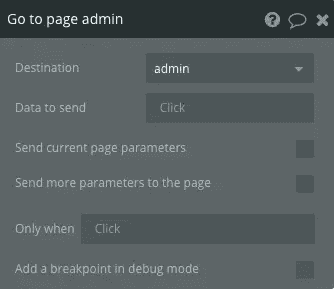 Go to page admin
Destination admin
Data to send Click
Send current page parameters
Send more parameters to the page
Only when Click
Add a breakpoint in debug mode